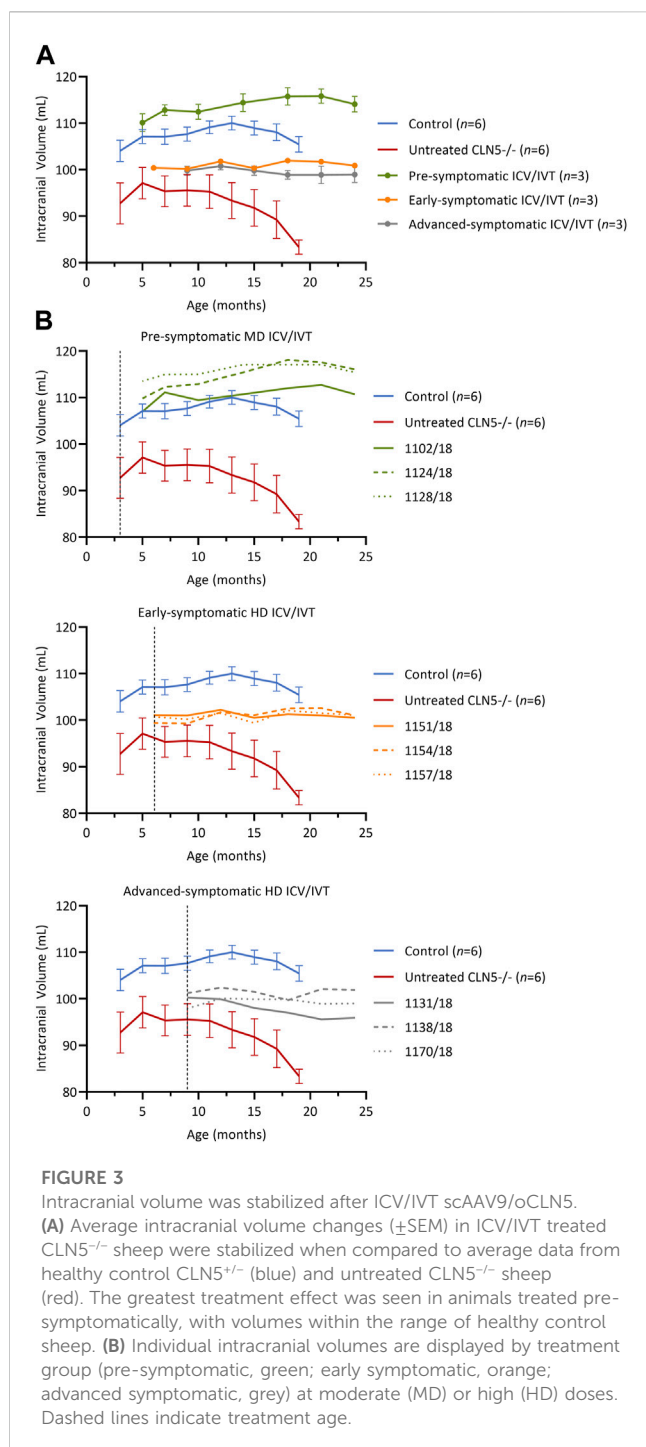 A
120
110
100
90
80
Intracranial Volume (mL)
0 5 10 15 20 25
Age (months)
Control (n=6)
Untreated CLN5-/- (n=6)
Pre-symptomatic ICV/IVT (n=3)
Early-symptomatic ICV/IVT (n=3)
Advanced-symptomatic ICV/IVT (n=3)
B
Pre-symptomatic MD ICV/IVT
120
110
100
90
80
Intracranial Volume (mL)
0 5 10 15 20 25
Age (months)
Control (n=6)
Untreated CLN5-/- (n=6)
1102/18
1124/18
1128/18
Early-symptomatic HD ICV/IVT
120
110
100
90
80
Intracranial Volume (mL)
0 5 10 15 20 25
Age (months)
Control (n=6)
Untreated CLN5-/- (n=6)
1151/18
1154/18
1157/18
Advanced-symptomatic HD ICV/IVT
120
110
100
90
80
Intracranial Volume (mL)
0 5 10 15 20 25
Age (months)
Control (n=6)
Untreated CLN5-/- (n=6)
1131/18
1138/18
1170/18
FIGURE 3
Intracranial volume was stabilized after ICV/IVT scAAV9/oCLN5.
(A) Average intracranial volume changes (±SEM) in ICV/IVT treated
CLN5⁻/⁻ sheep were stabilized when compared to average data from
healthy control CLN5⁺/⁻ (blue) and untreated CLN5⁻/⁻ sheep
(red). The greatest treatment effect was seen in animals treated pre-
symptomatically, with volumes within the range of healthy control
sheep. (B) Individual intracranial volumes are displayed by treatment
group (pre-symptomatic, green; early symptomatic, orange;
advanced symptomatic, grey) at moderate (MD) or high (HD) doses.
Dashed lines indicate treatment age.